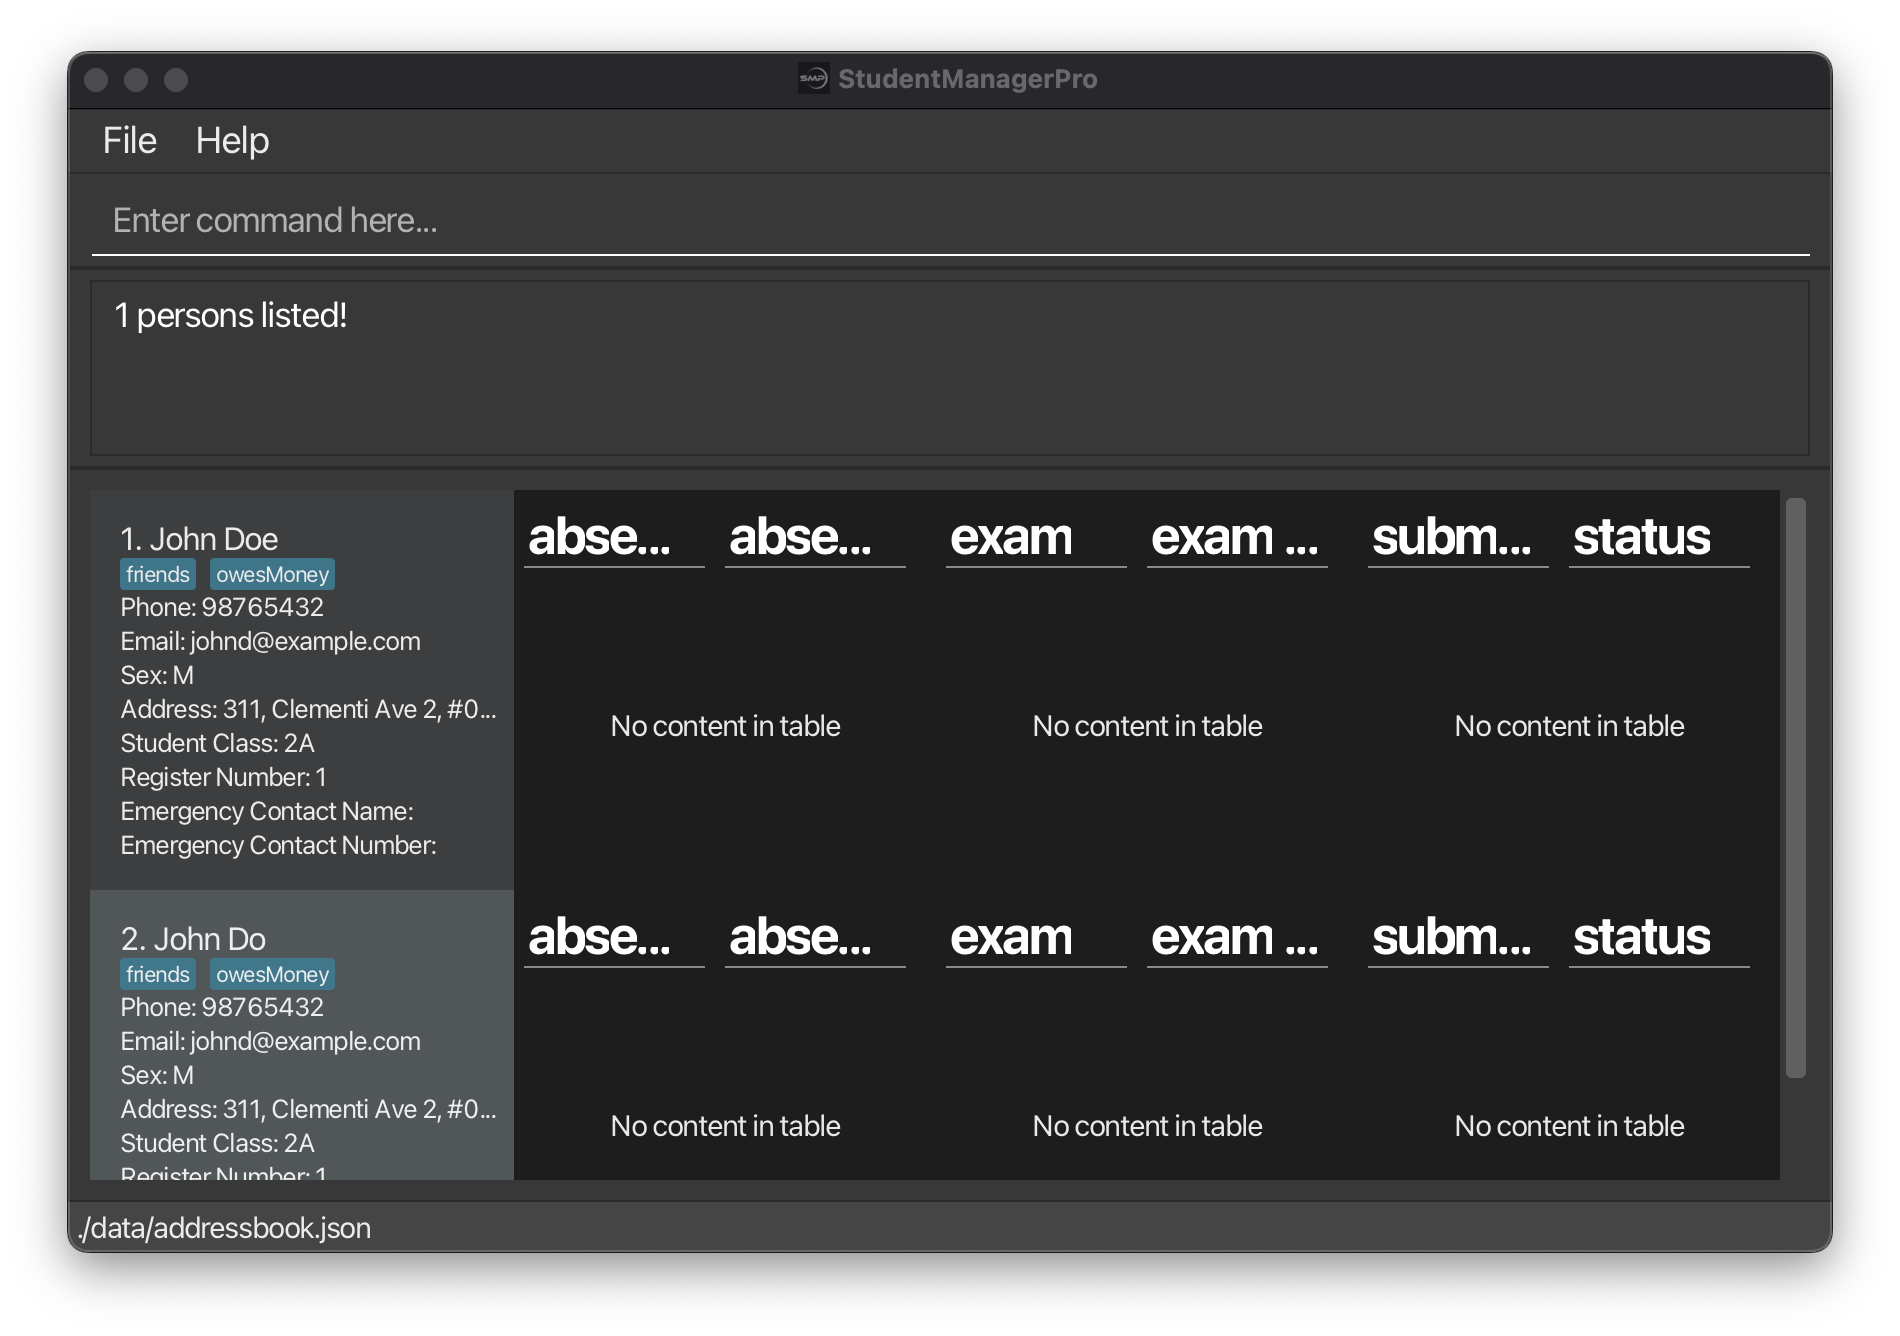 SMP StudentManagerPro
File Help
Enter command here...
1 persons listed!
1. John Doe
friends owesMoney
Phone: 98765432
Email: johnd@example.com
Sex: M
Address: 311, Clementi Ave 2, #0...
Student Class: 2A
Register Number: 1
Emergency Contact Name:
Emergency Contact Number:
abse... abse... exam exam ... subm... status
No content in table No content in table No content in table
2. John Do
friends owesMoney
Phone: 98765432
Email: johnd@example.com
Sex: M
Address: 311, Clementi Ave 2, #0...
Student Class: 2A
Register Number: 1
abse... abse... exam exam ... subm... status
No content in table No content in table No content in table
./data/addressbook.json